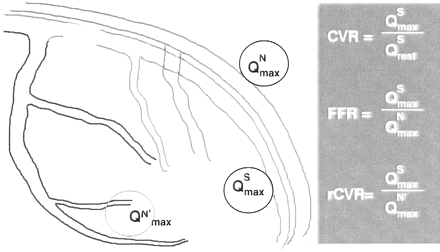 Q^N_max
Q^S_max
Q^N'_max
CVR = Q^S_max / Q^S_rest
FFR = Q^S_max / Q^N_max
rCVR= Q^S_max / Q^N'_max